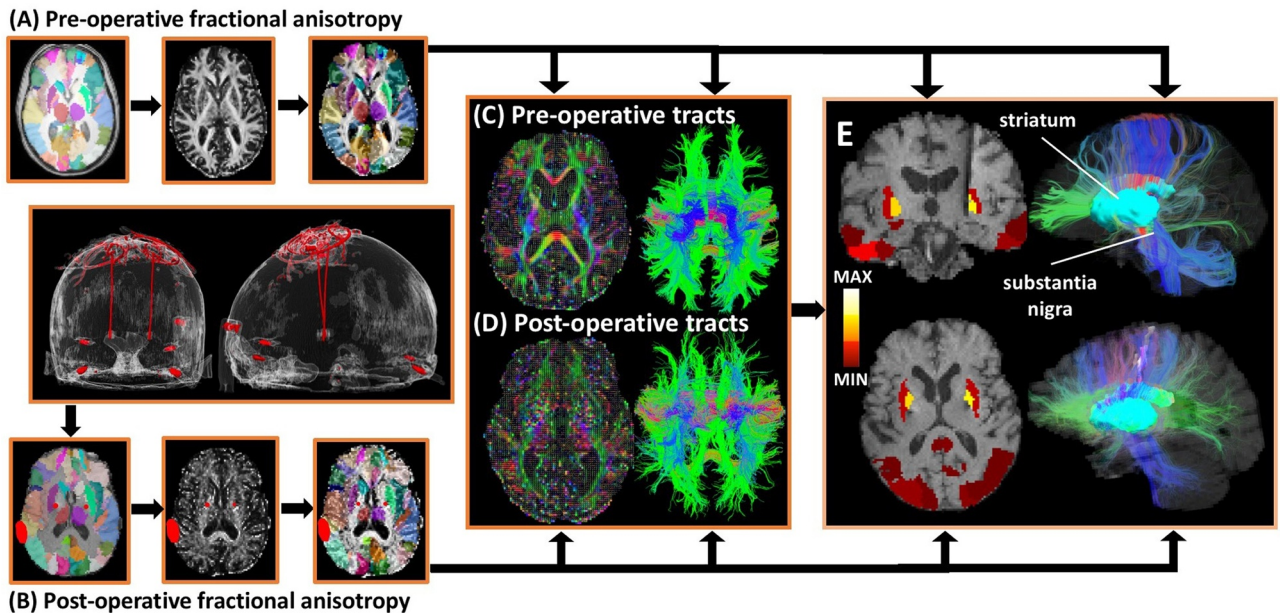 (A) Pre-operative fractional anisotropy
(C) Pre-operative tracts
(D) Post-operative tracts
E
striatum
substantia
nigra
MAX
MIN
(B) Post-operative fractional anisotropy